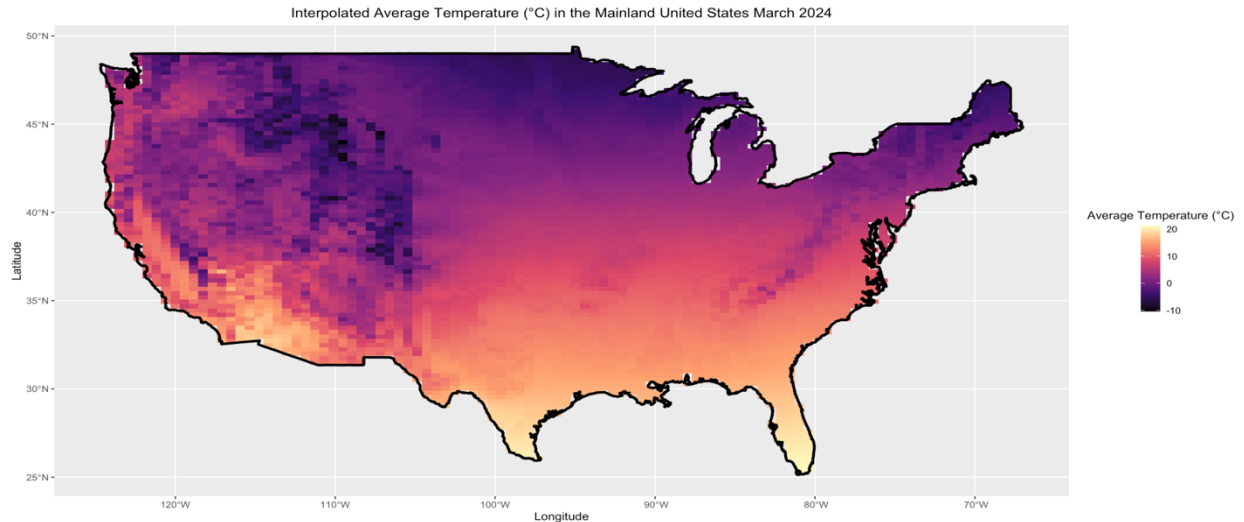 Interpolated Average Temperature (°C) in the Mainland United States March 2024
50°N
45°N
40°N
35°N
30°N
25°N
Latitude
120°W
110°W
100°W
90°W
80°W
70°W
Longitude
Average Temperature (°C)
20
10
0
-10